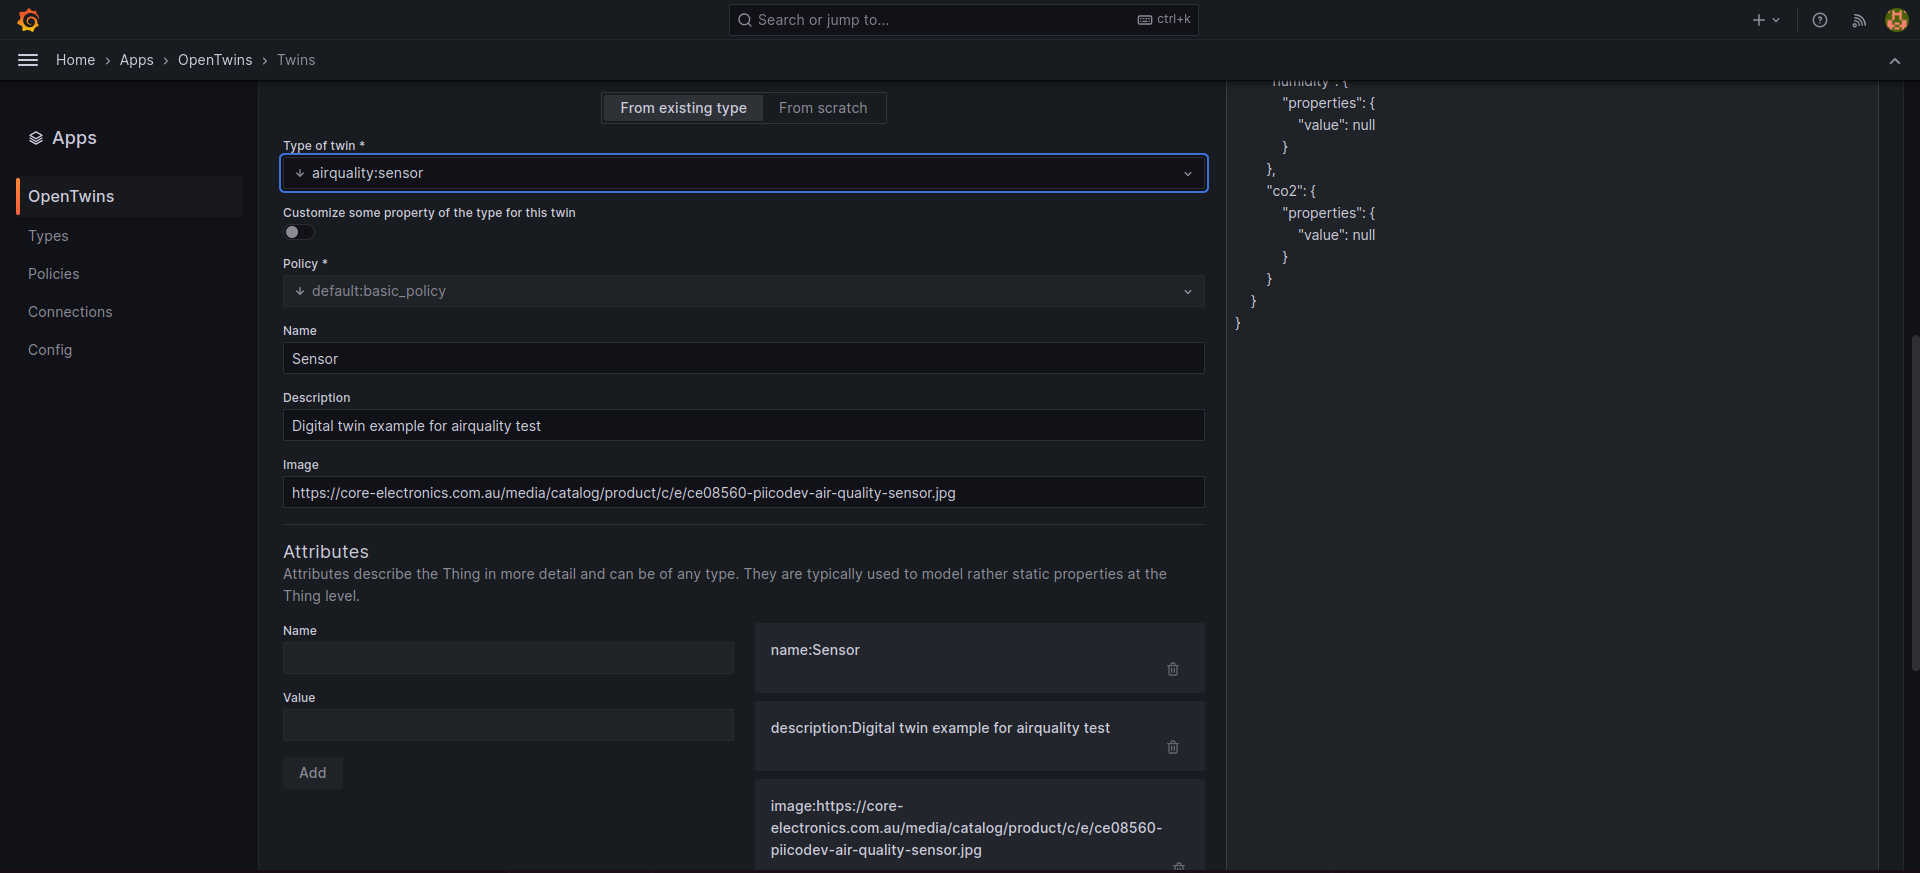 Search or jump to...
ctrl+k
Home › Apps › OpenTwins › Twins
Apps
OpenTwins
Types
Policies
Connections
Config
From existing type
From scratch
Type of twin *
airquality:sensor
Customize some property of the type for this twin
Policy *
default:basic_policy
Name
Sensor
Description
Digital twin example for airquality test
Image
https://core-electronics.com.au/media/catalog/product/c/e/ce08560-piicodev-air-quality-sensor.jpg
Attributes
Attributes describe the Thing in more detail and can be of any type. They are typically used to model rather static properties at the
Thing level.
Name
Value
Add
name:Sensor
description:Digital twin example for airquality test
image:https://core-
electronics.com.au/media/catalog/product/c/e/ce08560-
piicodev-air-quality-sensor.jpg
"humidity": {
"properties": {
"value": null
}
},
"co2": {
"properties": {
"value": null
}
}
}
}